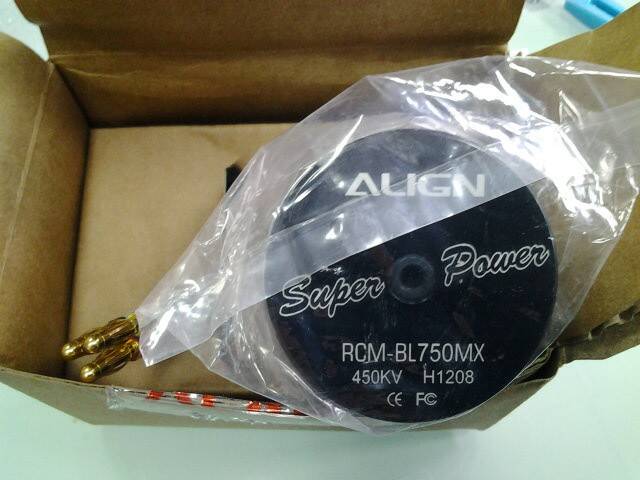 ALIGN
Super Power
RCM-BL750MX
450KV H1208
CE FC